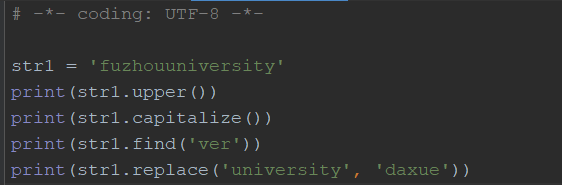 # -*- coding: UTF-8 -*-
str1 = 'fuzhouuniversity'
print(str1.upper())
print(str1.capitalize())
print(str1.find('ver'))
print(str1.replace('university', 'daxue'))